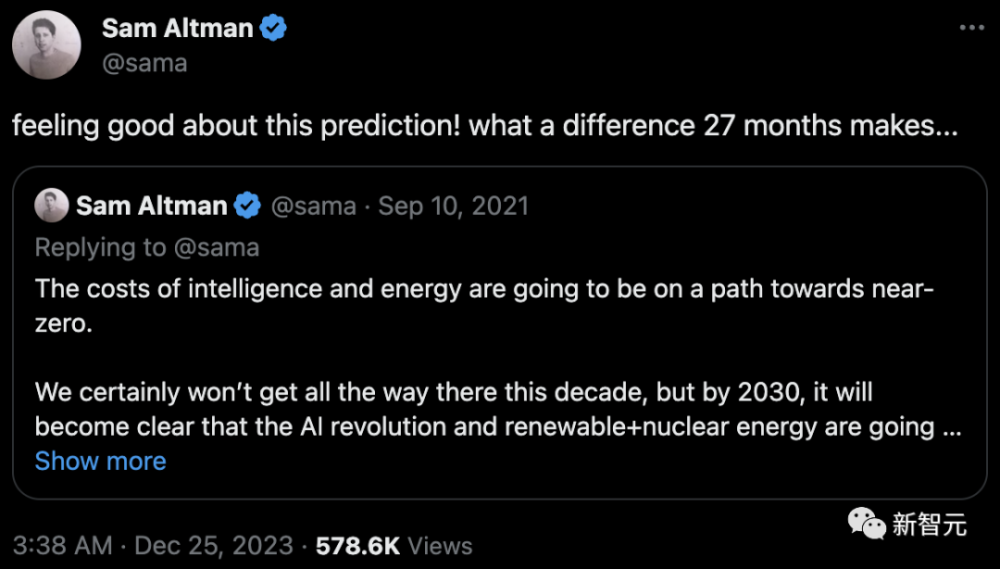 Sam Altman
@sama
feeling good about this prediction! what a difference 27 months makes...
Sam Altman @sama · Sep 10, 2021
Replying to @sama
The costs of intelligence and energy are going to be on a path towards near-
zero.
We certainly won’t get all the way there this decade, but by 2030, it will
become clear that the AI revolution and renewable+nuclear energy are going ...
Show more
新智元
3:38 AM · Dec 25, 2023 · 578.6K Views